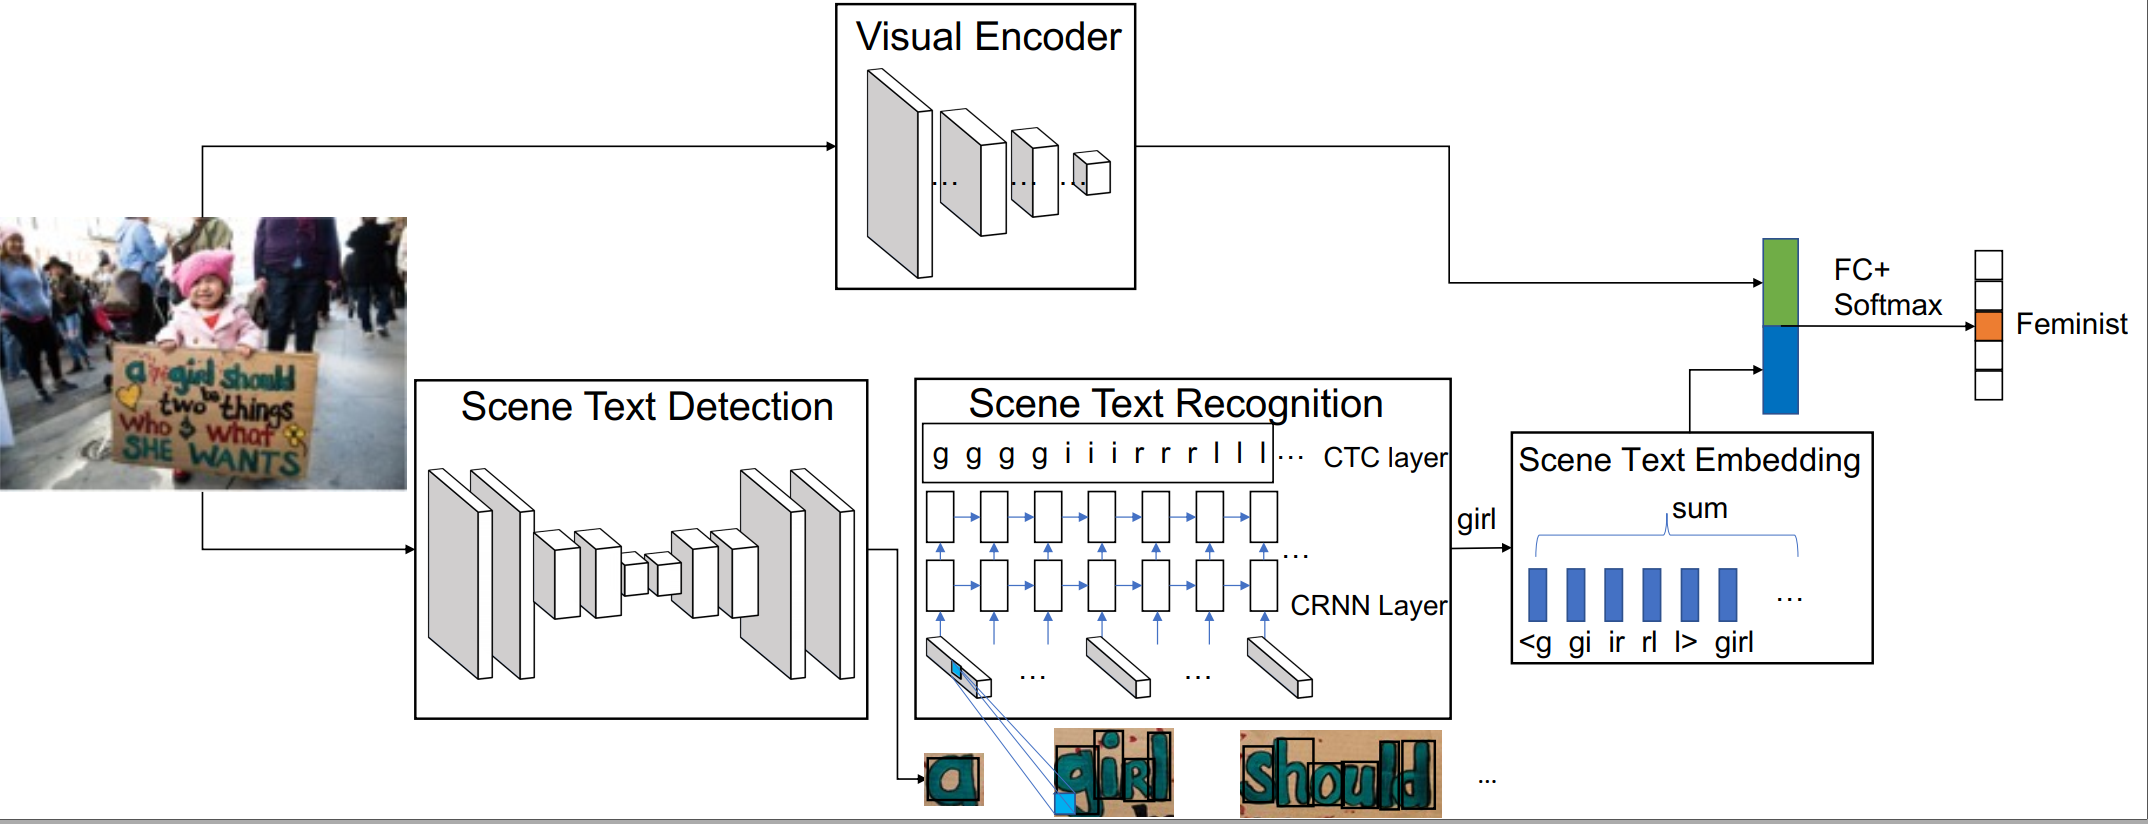 Visual Encoder
... ... ...
a girl should
be
two things
who & what
SHE WANTS
Scene Text Detection
Scene Text Recognition
g g g g i i i r r r l l l ... CTC layer
...
CRNN Layer
... ...
a girl should ...
girl
Scene Text Embedding
sum
...
<g gi ir rl l> girl
FC+
Softmax
Feminist